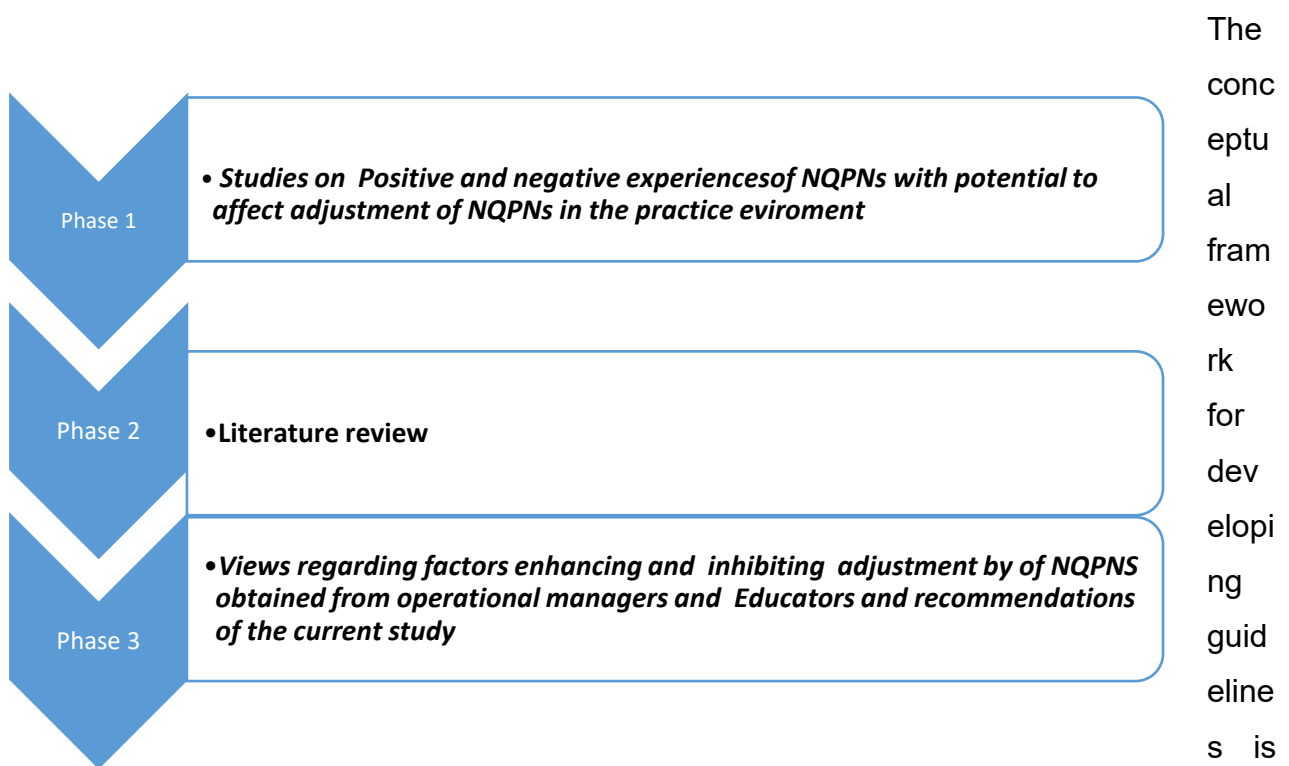 Phase 1
• Studies on Positive and negative experiencesof NQPNs with potential to
affect adjustment of NQPNs in the practice eviroment
Phase 2
•Literature review
Phase 3
•Views regarding factors enhancing and inhibiting adjustment by of NQPNS
obtained from operational managers and Educators and recommendations
of the current study
The
conc
eptu
al
fram
ewo
rk
for
dev
elopi
ng
guid
eline
s is